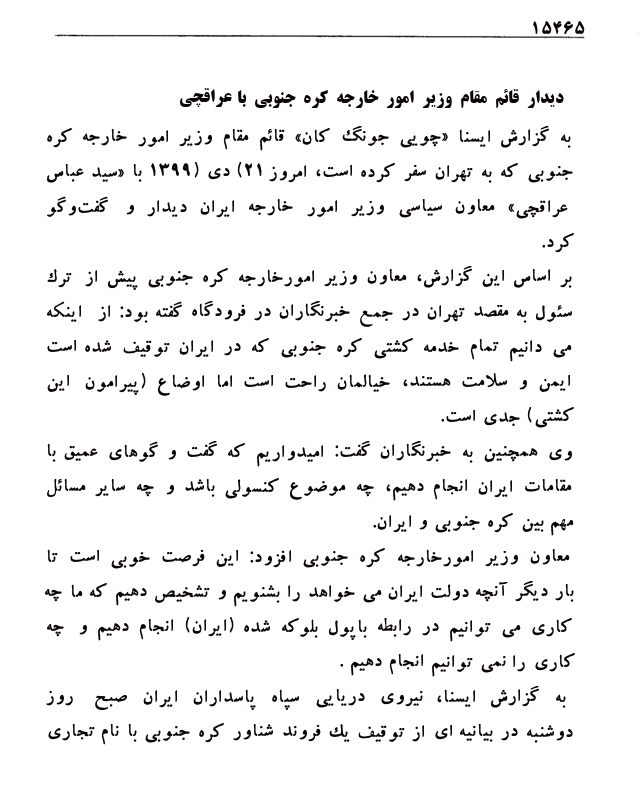 ۱۵۴۶۵
دیدار قائم مقام وزیر امور خارجه کره جنوبی با عراقچی
به گزارش ایسنا «چویی جونگ کان» قائم مقام وزیر امور خارجه کره
جنوبی که به تهران سفر کرده است، امروز ۲۱) دی (۱۳۹۹ با «سید عباس
عراقچی» معاون سیاسی وزیر امور خارجه ایران دیدار و گفت‌وگو
کرد.
بر اساس این گزارش، معاون وزیر امورخارجه کره جنوبی پیش از ترك
سئول به مقصد تهران در جمع خبرنگاران در فرودگاه گفته بود: از اینکه
می دانیم تمام خدمه کشتی کره جنوبی که در ایران توقیف شده است
ایمن و سلامت هستند، خیالمان راحت است اما اوضاع (پیرامون این
کشتی) جدی است.
وی همچنین به خبرنگاران گفت: امیدواریم که گفت و گوهای عمیق با
مقامات ایران انجام دهیم، چه موضوع کنسولی باشد و چه سایر مسائل
مهم بین کره جنوبی و ایران.
معاون وزیر امورخارجه کره جنوبی افزود: این فرصت خوبی است تا
بار دیگر آنچه دولت ایران می خواهد را بشنویم و تشخیص دهیم که ما چه
کاری می توانیم در رابطه باپول بلوکه شده (ایران) انجام دهیم و چه
کاری را نمی توانیم انجام دهیم .
به گزارش ایسنا، نیروی دریایی سپاه پاسداران ایران صبح روز
دوشنبه در بیانیه ای از توقیف یك فروند شناور کره جنوبی با نام تجاری